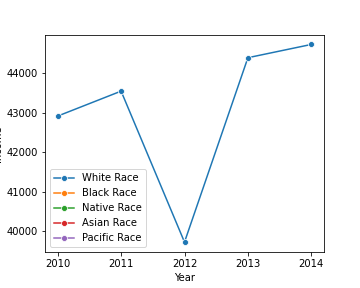 44000
43000
42000
41000
40000
White Race
Black Race
Native Race
Asian Race
Pacific Race
2010 2011 2012 2013 2014
Year